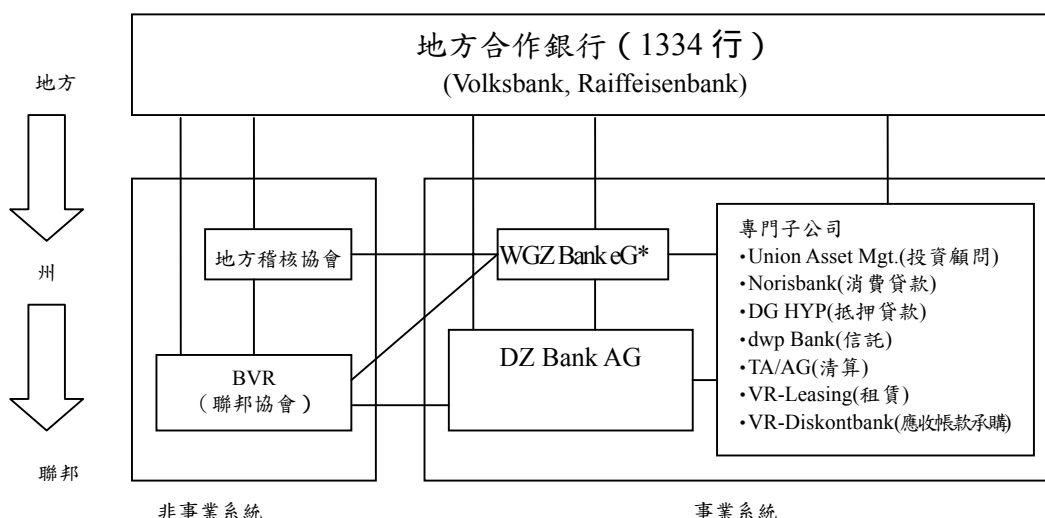 地方合作銀行（1334 行）
(Volksbank, Raiffeisenbank)
地方
州
聯邦
地方稽核協會
BVR
（聯邦協會）
非事業系統
WGZ Bank eG*
DZ Bank AG
專門子公司
•Union Asset Mgt.(投資顧問)
•Norisbank(消費貸款)
•DG HYP(抵押貸款)
•dwp Bank(信託)
•TA/AG(清算)
•VR-Leasing(租賃)
•VR-Diskontbank(應收帳款承購)
事業系統